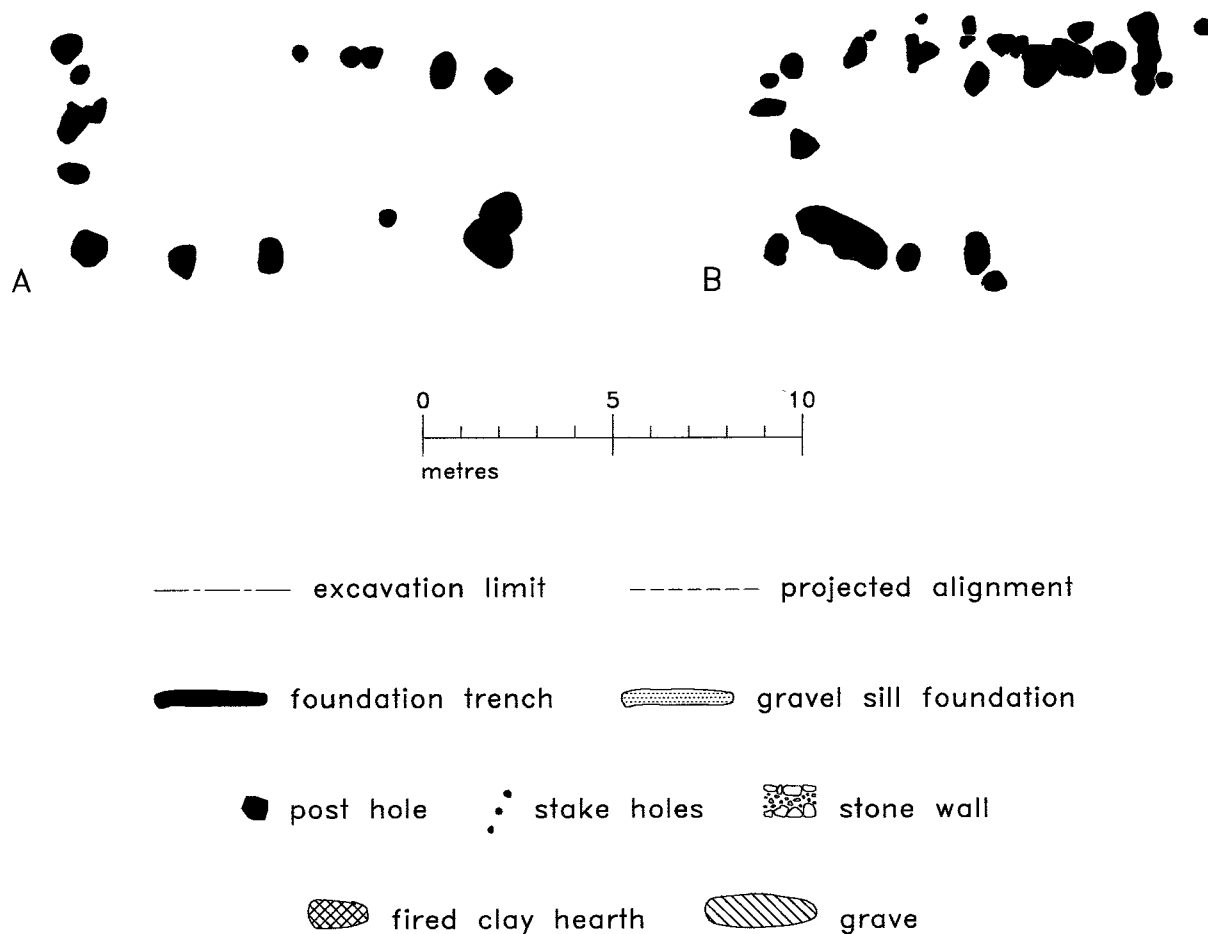 A
B
0 5 10
metres
excavation limit projected alignment
foundation trench gravel sill foundation
post hole stake holes stone wall
fired clay hearth grave